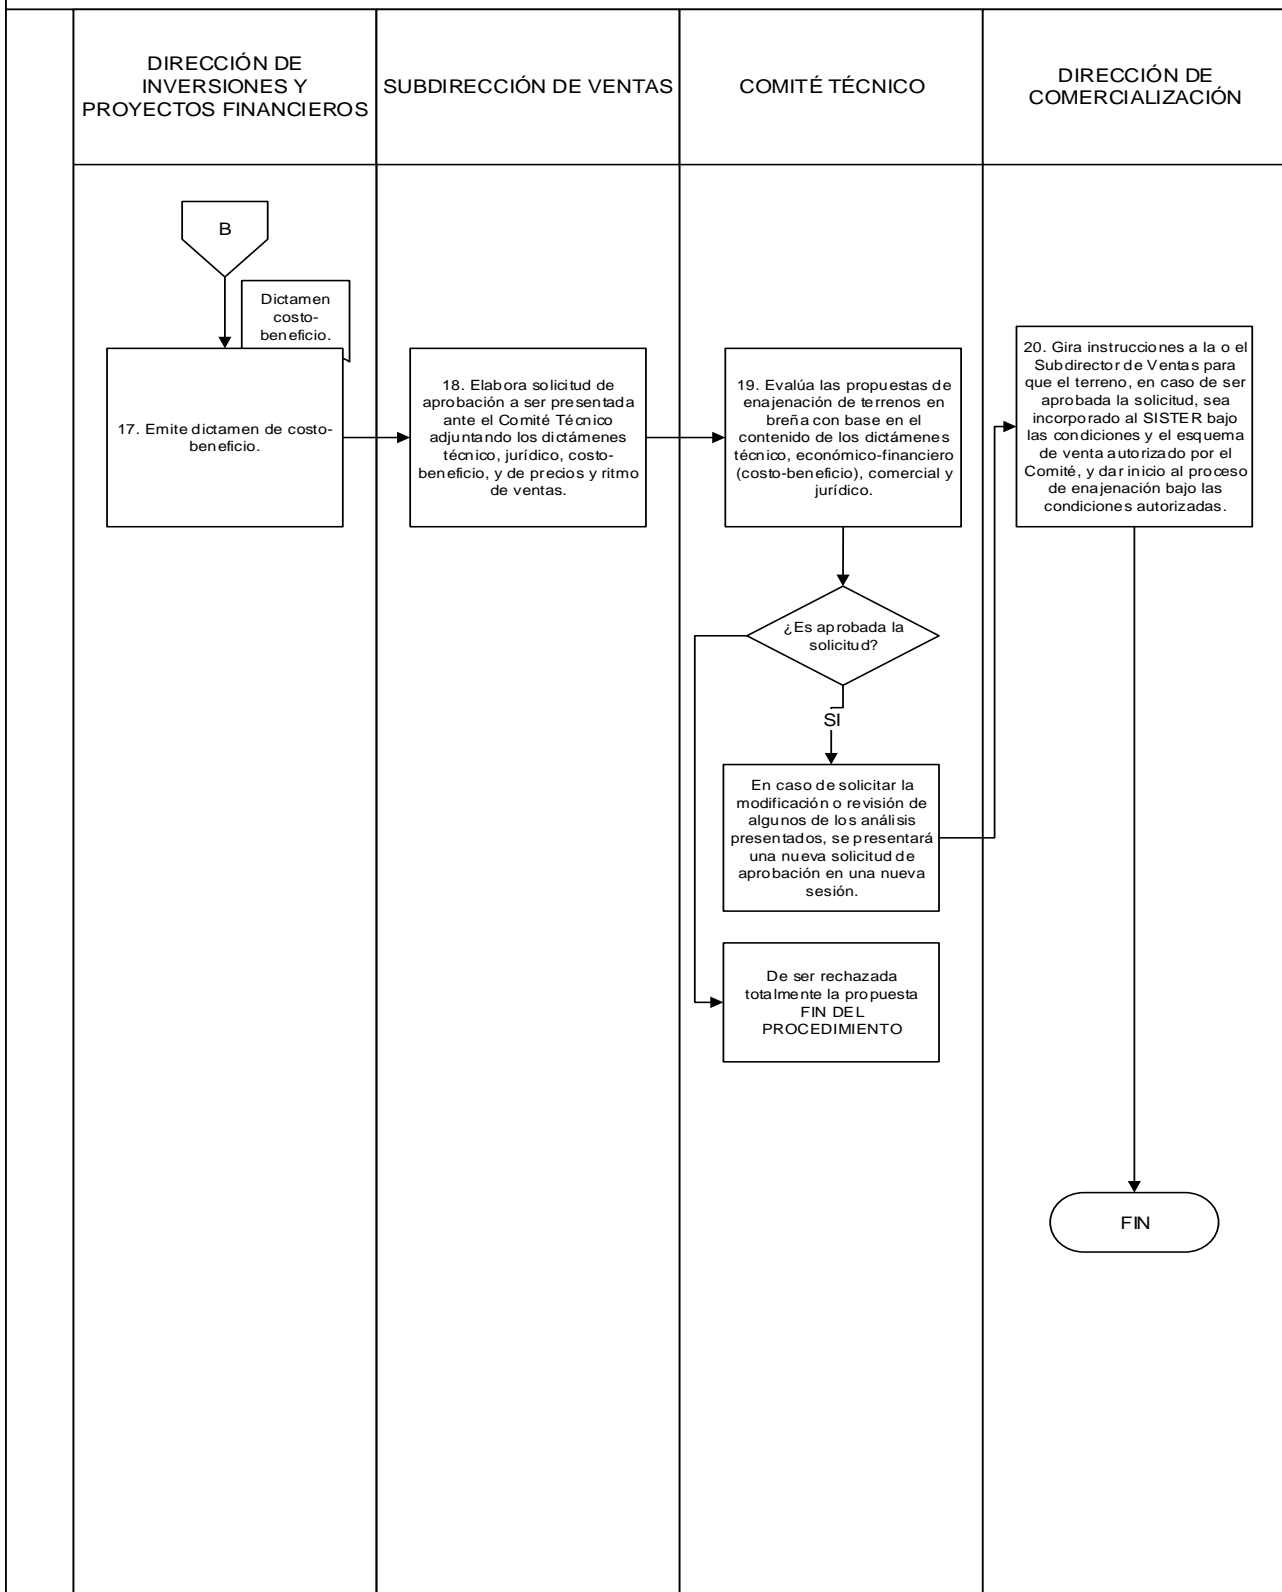 DIRECCIÓN DE
INVERSIONES Y
PROYECTOS FINANCIEROS
SUBDIRECCIÓN DE VENTAS
COMITÉ TÉCNICO
DIRECCIÓN DE
COMERCIALIZACIÓN
B
Dictamen
costo-
beneficio.
17. Emite dictamen de costo-
beneficio.
18. Elabora solicitud de
aprobación a ser presentada
ante el Comité Técnico
adjuntando los dictámenes
técnico, jurídico, costo-
beneficio, y de precios y ritmo
de ventas.
19. Evalúa las propuestas de
enajenación de terrenos en
breña con base en el
contenido de los dictámenes
técnico, económico-financiero
(costo-beneficio), comercial y
jurídico.
20. Gira instrucciones a la o el
Subdirector de Ventas para
que el terreno, en caso de ser
aprobada la solicitud, sea
incorporado al SISTER bajo
las condiciones y el esquema
de venta autorizado por el
Comité, y dar inicio al proceso
de enajenación bajo las
condiciones autorizadas.
¿Es aprobada la
solicitud?
SI
En caso de solicitar la
modificación o revisión de
algunos de los análisis
presentados, se presentará
una nueva solicitud de
aprobación en una nueva
sesión.
De ser rechazada
totalmente la propuesta
FIN DEL
PROCEDIMIENTO
FIN